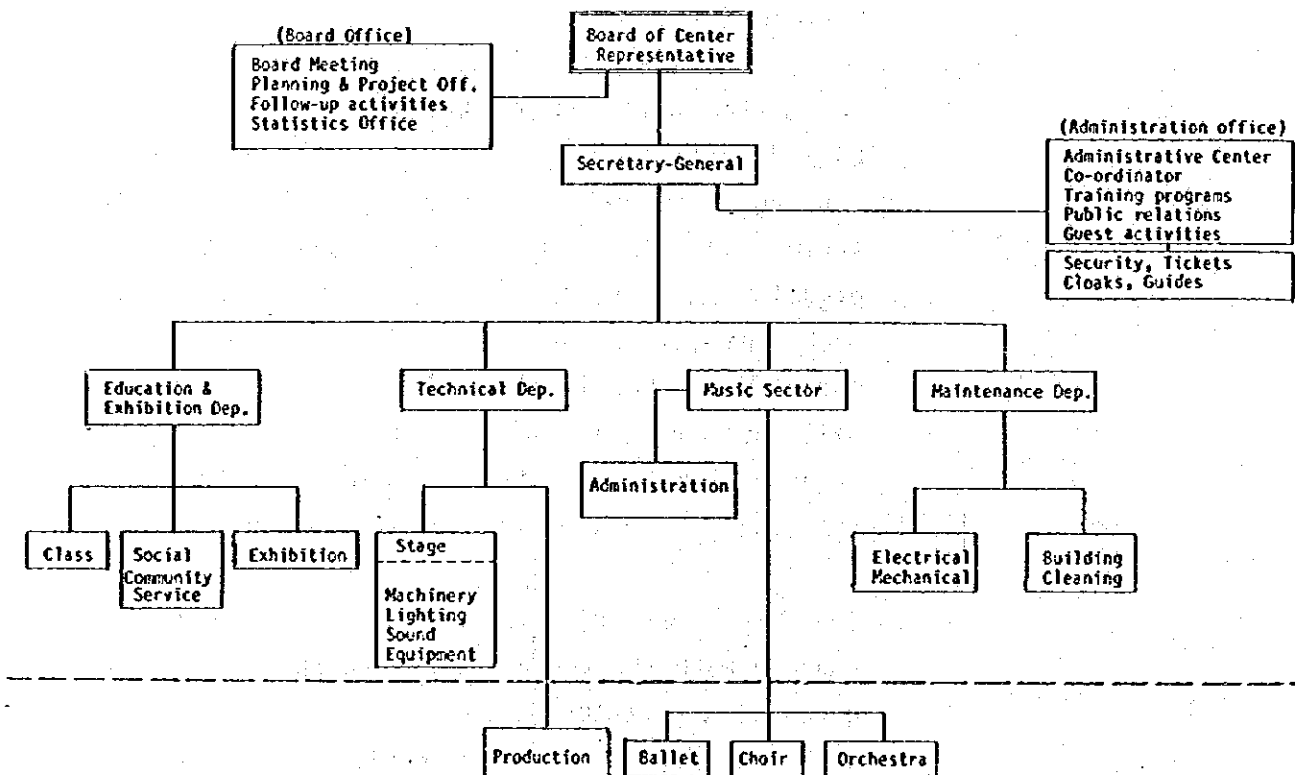 (Board Office)
Board Meeting
Planning & Project Off.
Follow-up activities
Statistics Office
Board of Center
Representative
Secretary-General
(Administration office)
Administrative Center
Co-ordinator
Training programs
Public relations
Guest activities
Security, Tickets
Cloaks, Guides
Education &
Exhibition Dep.
Technical Dep.
Music Sector
Maintenance Dep.
Administration
Class
Social
Community
Service
Exhibition
Stage
Machinery
Lighting
Sound
Equipment
Electrical
Mechanical
Building
Cleaning
Production
Ballet
Choir
Orchestra